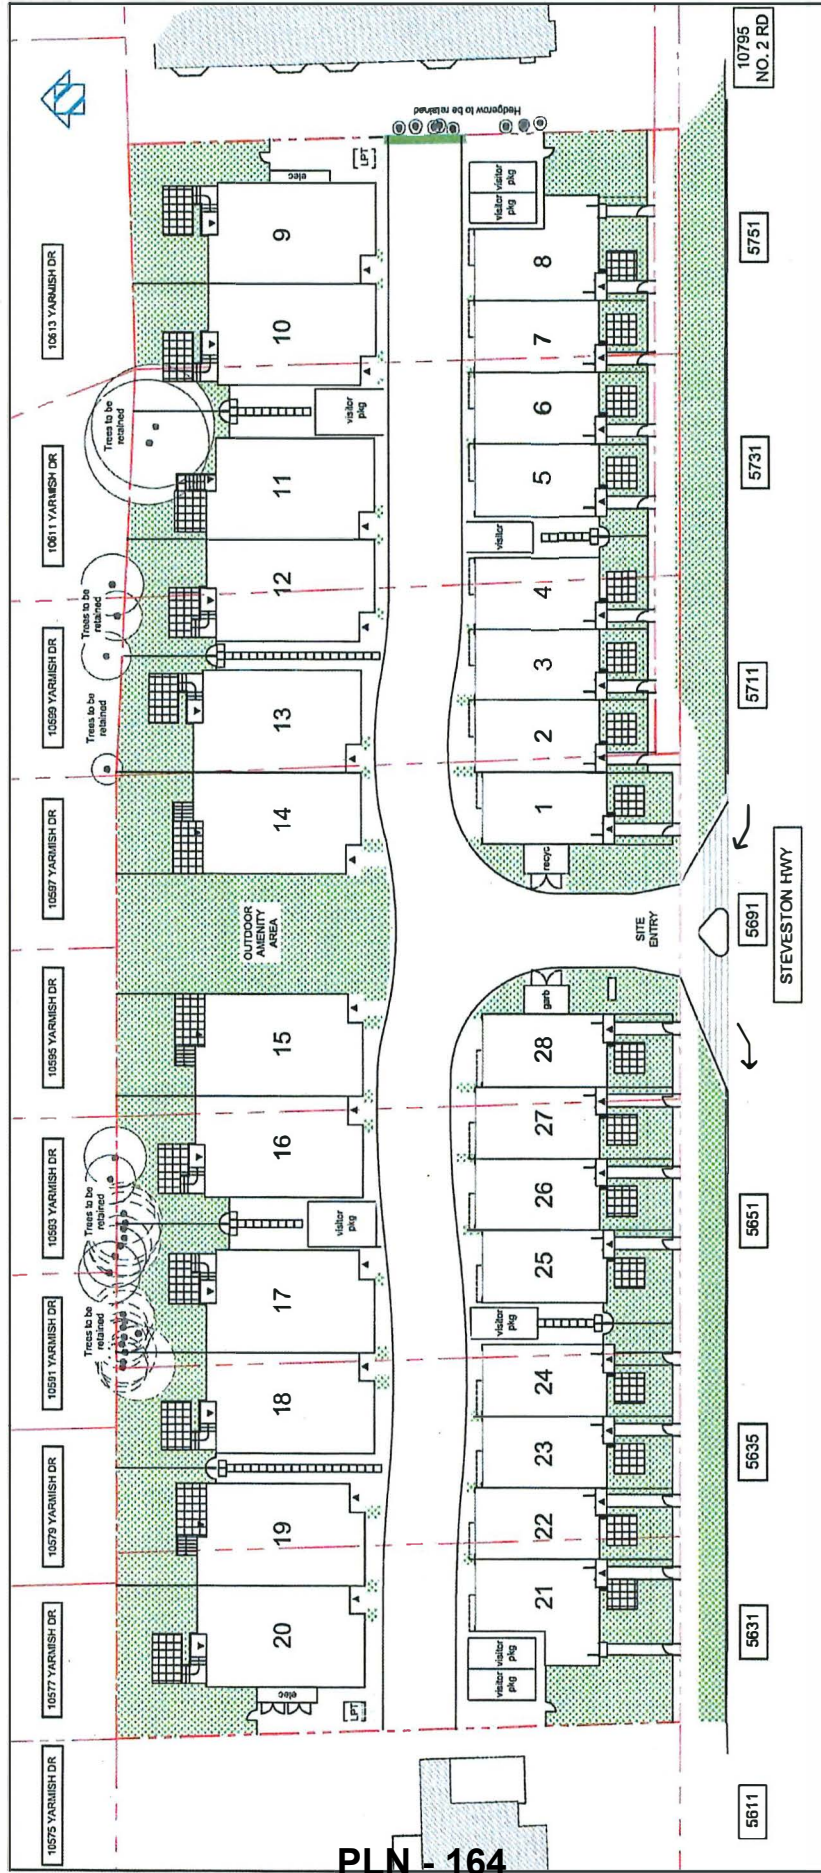 10575 YARMISH DR
10577 YARMISH DR
10579 YARMISH DR
10591 YARMISH DR
10593 YARMISH DR
10595 YARMISH DR
10597 YARMISH DR
10599 YARMISH DR
10611 YARMISH DR
10613 YARMISH DR
Trees to be
retained
Trees to be
retained
Trees to be
retained
Trees to be
retained
Trees to be
retained
20
19
18
17
16
15
14
13
12
11
10
9
elec
elec
LPT
LPT
visitor
pkg
visitor
pkg
OUTDOOR
AMENITY
AREA
Hedgerow to be retained
visitor
pkg
visitor
pkg
visitor
pkg
visitor
visitor
pkg
visitor
pkg
21
22
23
24
25
26
27
28
garb
recyc
1
2
3
4
5
6
7
8
SITE
ENTRY
5611
5631
5635
5651
5691
5711
5731
5751
10795
NO. 2 RD
STEVESTON HWY
PLN - 164